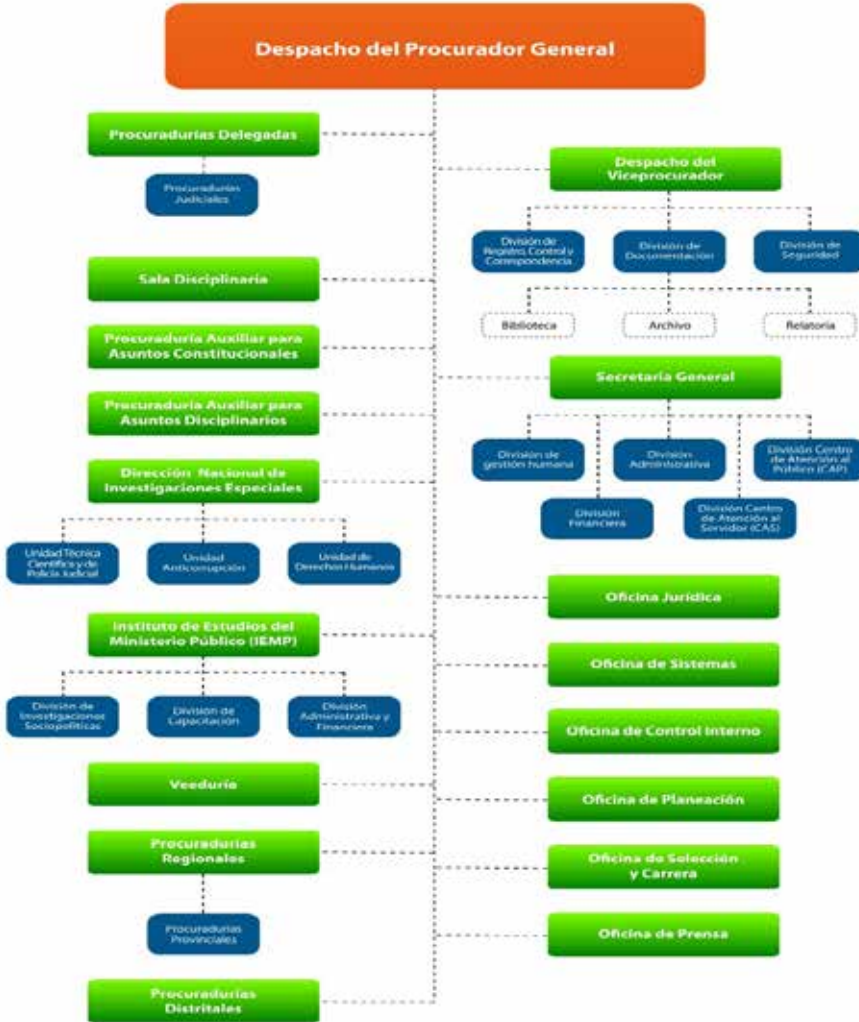 Despacho del Procurador General
Procuradurías Delegadas
Procuradurías
Judiciales
Sala Disciplinaria
Procuraduría Auxiliar para
Asuntos Constitucionales
Procuraduría Auxiliar para
Asuntos Disciplinarios
Dirección Nacional de
Investigaciones Especiales
Unidad Técnica
Científica y de
Policía Judicial
Unidad
Anticorrupción
Unidad de
Derechos Humanos
Instituto de Estudios del
Ministerio Público (IEMP)
División de
Investigaciones
Sociopolíticas
División de
Capacitación
División
Administrativa y
Financiera
Veeduría
Procuradurías
Regionales
Procuradurías
Provinciales
Procuradurías
Distritales
Despacho del
Viceprocurador
División de
Registro, Control y
Correspondencia
División de
Documentación
División de
Seguridad
Biblioteca
Archivo
Relatoría
Secretaría General
División de
gestión humana
División
Administrativa
División Centro
de Atención al
Público (CAP)
División
Financiera
División Centro
de Atención al
Servidor (CAS)
Oficina Jurídica
Oficina de Sistemas
Oficina de Control Interno
Oficina de Planeación
Oficina de Selección
y Carrera
Oficina de Prensa